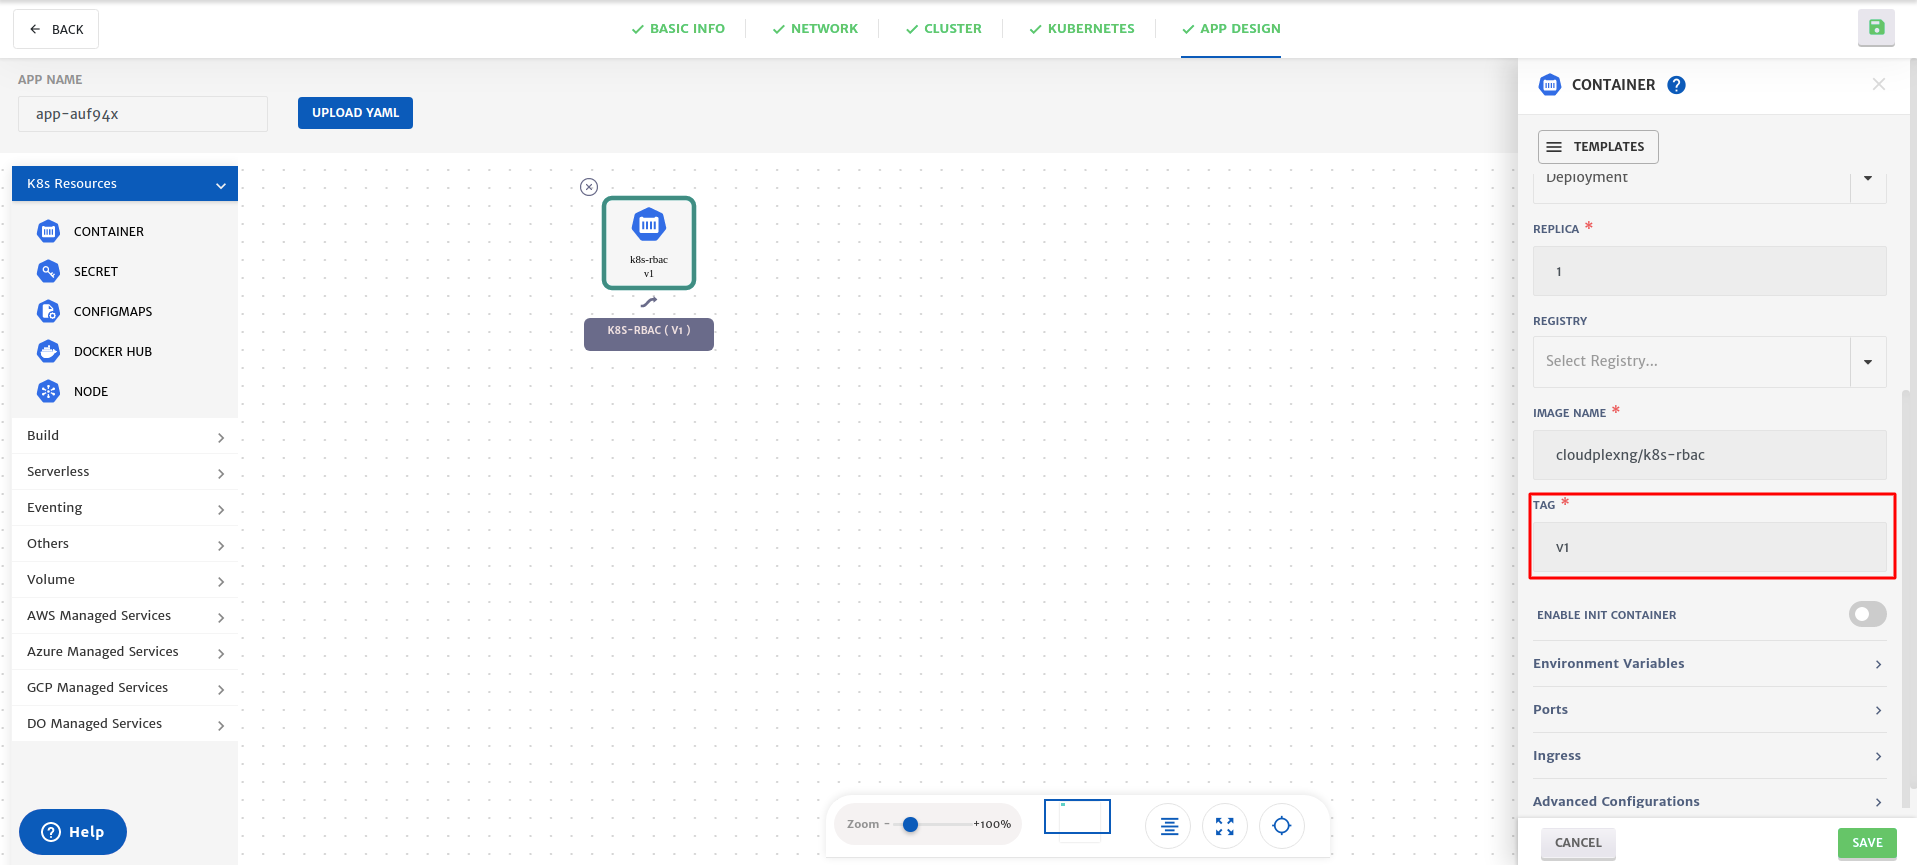 BACK
BASIC INFO
NETWORK
CLUSTER
KUBERNETES
APP DESIGN
APP NAME
app-auf94x
UPLOAD YAML
K8s Resources
CONTAINER
SECRET
CONFIGMAPS
DOCKER HUB
NODE
Build
Serverless
Eventing
Others
Volume
AWS Managed Services
Azure Managed Services
GCP Managed Services
DO Managed Services
Help
k8s-rbac
v1
K8S-RBAC ( V1 )
Zoom - +100%
CONTAINER ?
TEMPLATES
Deployment
REPLICA *
1
REGISTRY
Select Registry...
IMAGE NAME *
cloudplexng/k8s-rbac
TAG *
v1
ENABLE INIT CONTAINER
Environment Variables
Ports
Ingress
Advanced Configurations
CANCEL
SAVE